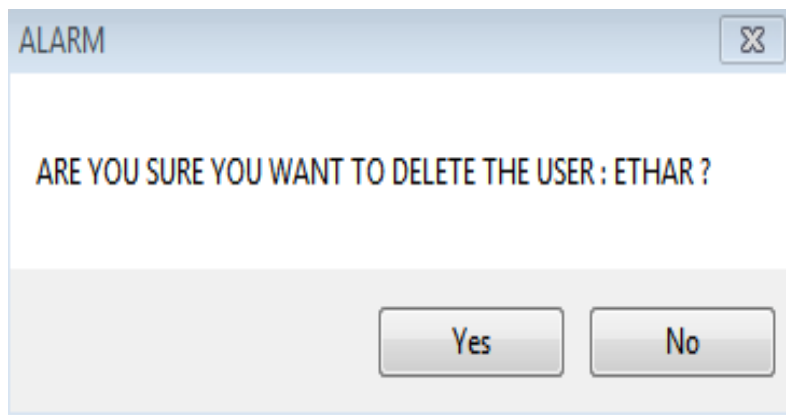 ALARM
ARE YOU SURE YOU WANT TO DELETE THE USER : ETHAR ?
Yes
No